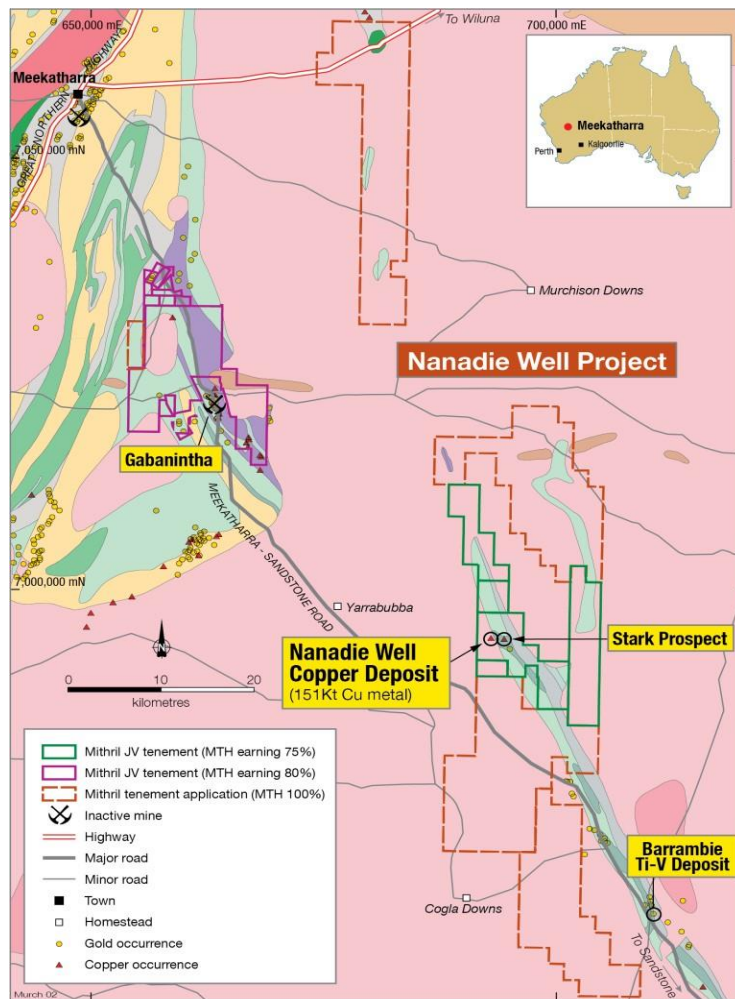 650,000 mE
700,000 mE
To Wiluna
HIGHWAY
Meekatharra
GREAT NORTHERN
7,050,000 mN
Meekatharra
Perth
Kalgoorlie
Murchison Downs
Nanadie Well Project
Gabanintha
MEEKATHARRA - SANDSTONE ROAD
7,000,000 mN
Yarrabubba
N
Nanadie Well
Copper Deposit
(151Kt Cu metal)
Stark Prospect
0 10 20
kilometres
Mithril JV tenement (MTH earning 75%)
Mithril JV tenement (MTH earning 80%)
Mithril tenement application (MTH 100%)
Inactive mine
Highway
Major road
Minor road
Town
Homestead
Gold occurrence
Copper occurrence
Barrambie
Ti-V Deposit
Cogla Downs
To Sandstone
Murch 02